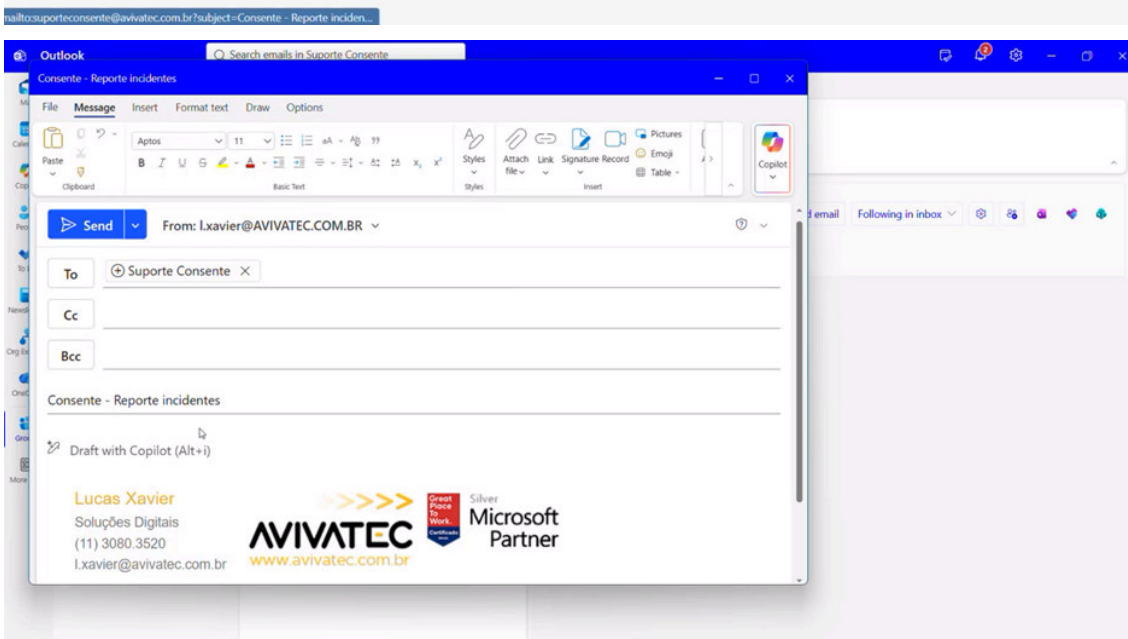 mailto:suporteconsente@avivatec.com.br?subject=Consente - Reporte inciden...
Outlook
Search emails in Suporte Consente
2
Consente - Reporte incidentes
File Message Insert Format text Draw Options
Aptos 11
Paste
B I U
Styles
Attach file
Link
Signature
Record
Pictures
Emoji
Table
Copilot
Clipboard
Basic Text
Styles
Insert
Send
From: l.xavier@AVIVATEC.COM.BR
email
Following in inbox
To
Suporte Consente
Cc
Bcc
Consente - Reporte incidentes
Draft with Copilot (Alt+i)
More
Lucas Xavier
Soluções Digitais
(11) 3080.3520
l.xavier@avivatec.com.br
AVIVATEC
www.avivatec.com.br
Great
Place
To
Work.
Certificada
Silver
Microsoft
Partner